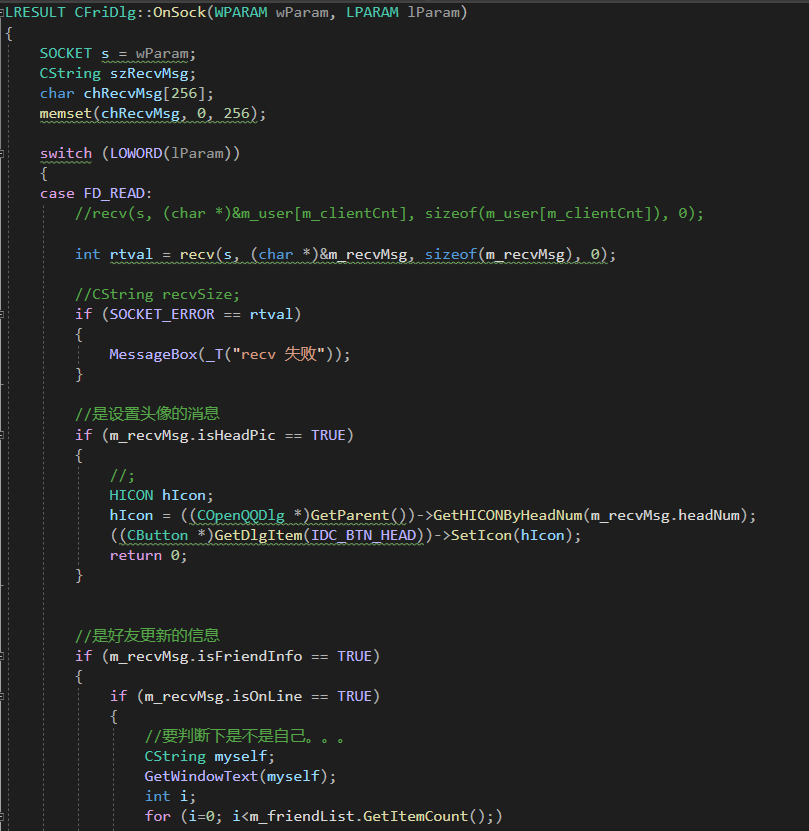 LRESULT CFriDlg::OnSock(WPARAM wParam, LPARAM lParam)
{
SOCKET s = wParam;
CString szRecvMsg;
char chRecvMsg[256];
memset(chRecvMsg, 0, 256);
switch (LOWORD(lParam))
{
case FD_READ:
//recv(s, (char *)&m_user[m_clientCnt], sizeof(m_user[m_clientCnt]), 0);
int rtval = recv(s, (char *)&m_recvMsg, sizeof(m_recvMsg), 0);
//CString recvSize;
if (SOCKET_ERROR == rtval)
{
MessageBox(_T("recv 失败"));
}
//是设置头像的消息
if (m_recvMsg.isHeadPic == TRUE)
{
//;
HICON hIcon;
hIcon = ((COpenQQDlg *)GetParent())->GetHICONByHeadNum(m_recvMsg.headNum);
((CButton *)GetDlgItem(IDC_BTN_HEAD))->SetIcon(hIcon);
return 0;
}
//是好友更新的信息
if (m_recvMsg.isFriendInfo == TRUE)
{
if (m_recvMsg.isOnLine == TRUE)
{
//要判断下是不是自己。。。
CString myself;
GetWindowText(myself);
int i;
for (i=0; i<m_friendList.GetItemCount();)